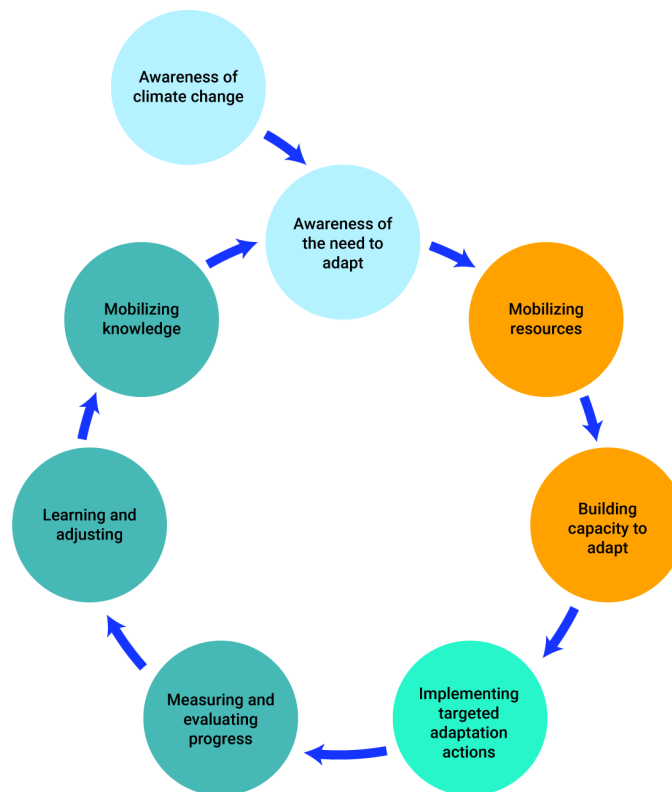 Awareness of
climate change
Awareness of
the need to
adapt
Mobilizing
resources
Building
capacity to
adapt
Implementing
targeted
adaptation
actions
Measuring and
evaluating
progress
Learning and
adjusting
Mobilizing
knowledge